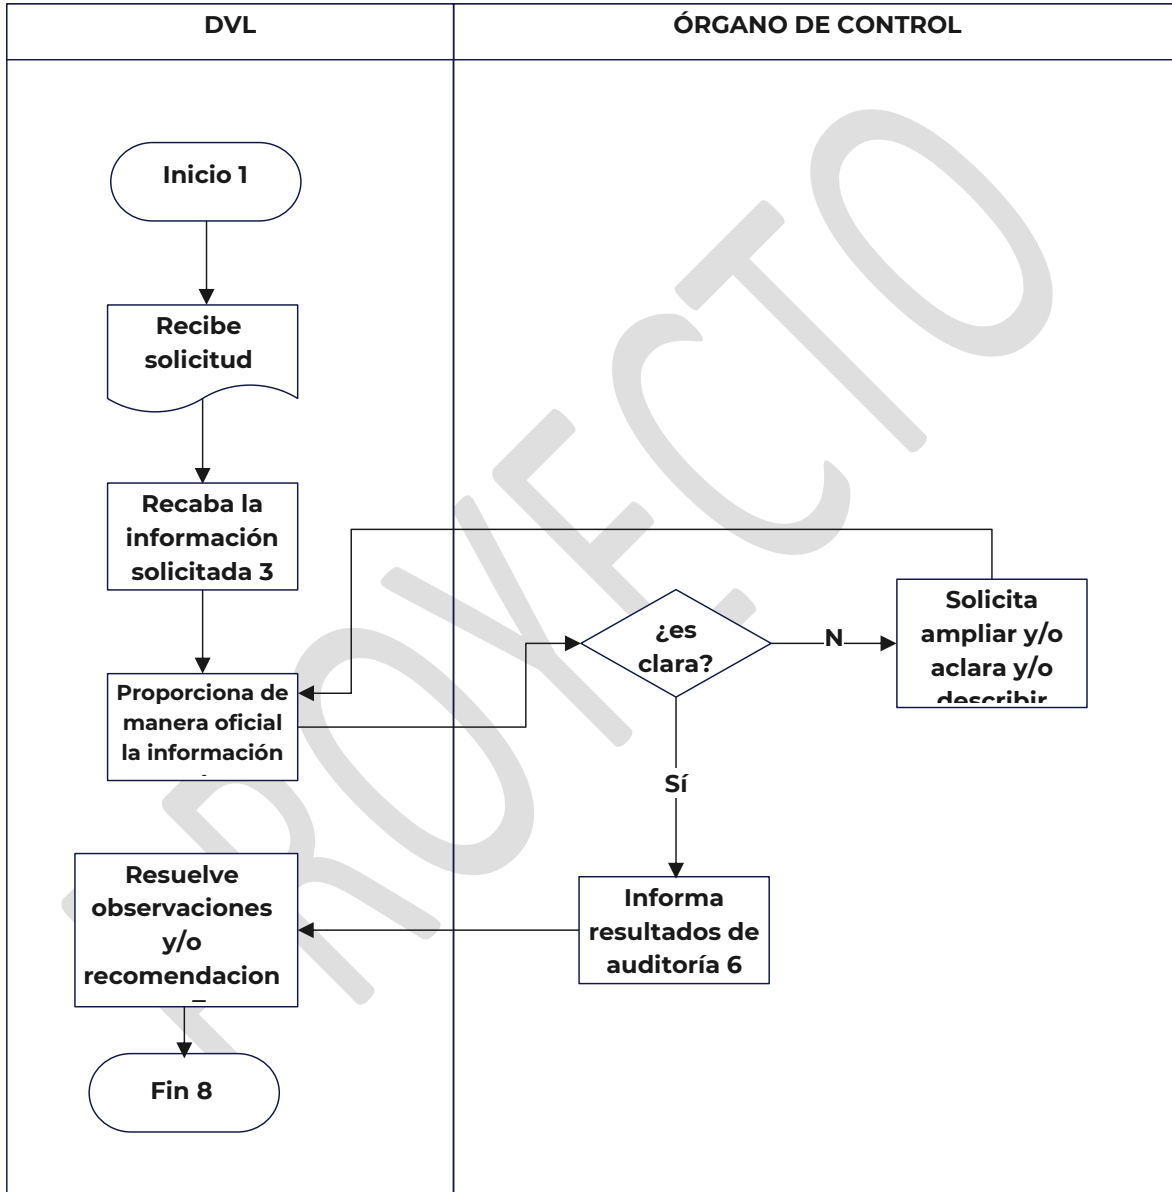 DVL
ÓRGANO DE CONTROL
Inicio 1
Recibe
solicitud
Recaba la
información
solicitada 3
Proporciona de
manera oficial
la información
¿es
clara?
N
Solicita
ampliar y/o
aclara y/o
describir
Sí
Informa
resultados de
auditoría 6
Resuelve
observaciones
y/o
recomendacion
Fin 8
PROYECTO